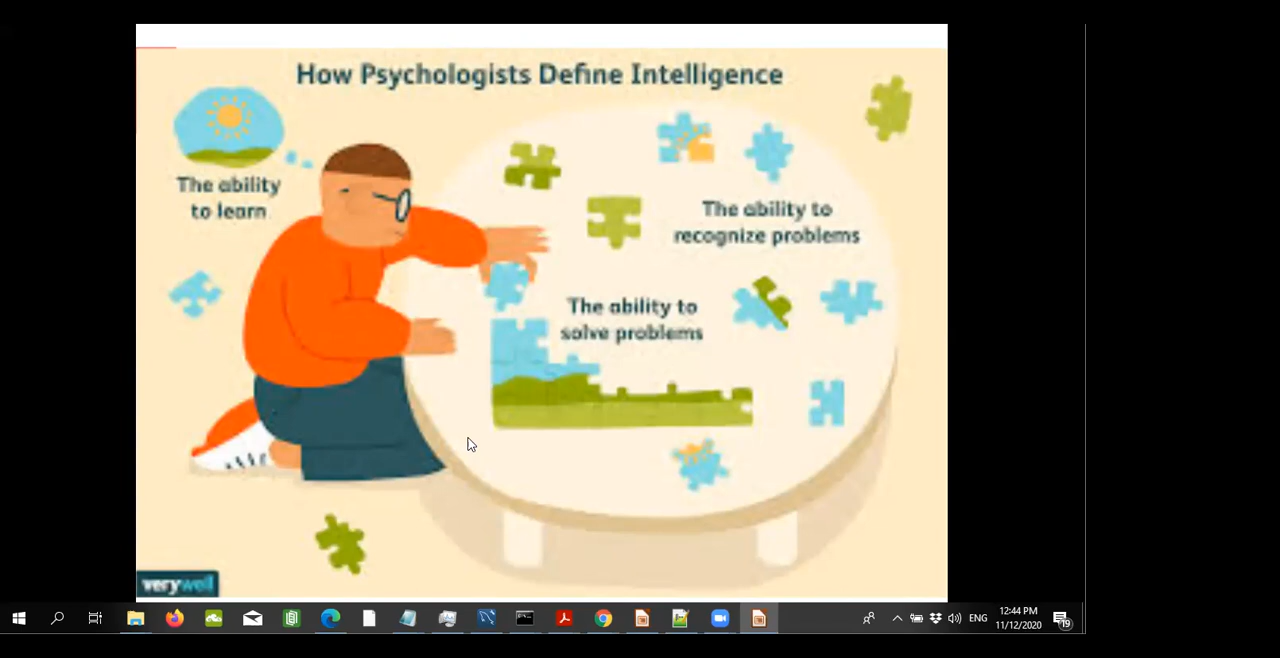 How Psychologists Define Intelligence
The ability
to learn
The ability to
recognize problems
The ability to
solve problems
verywell
ENG
12:44 PM
11/12/2020
19